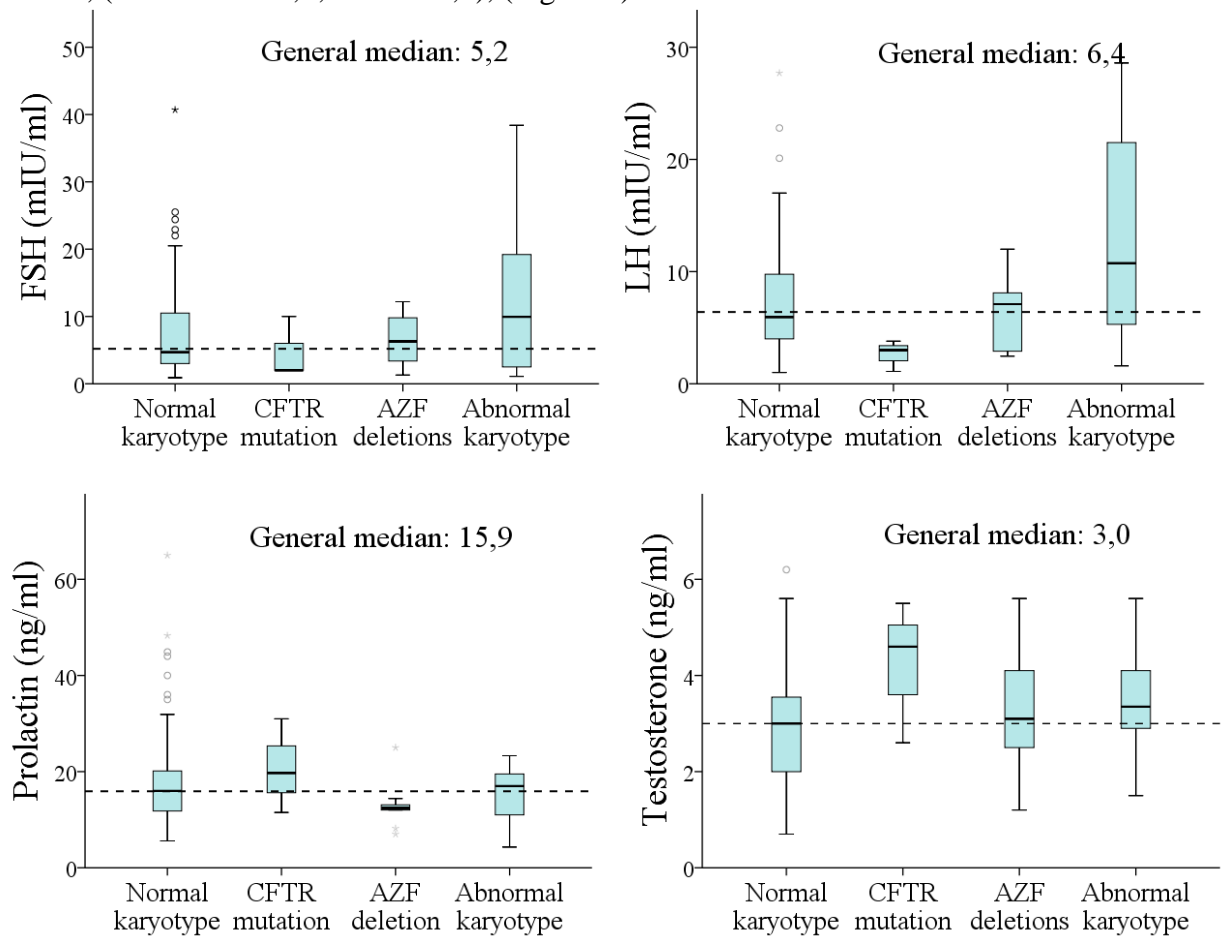 General median: 5,2
FSH (mIU/ml)
50
40
30
20
10
0
Normal karyotype
CFTR mutation
AZF deletions
Abnormal karyotype
General median: 6,4
LH (mIU/ml)
30
20
10
0
Normal karyotype
CFTR mutation
AZF deletions
Abnormal karyotype
General median: 15,9
Prolactin (ng/ml)
60
40
20
0
Normal karyotype
CFTR mutation
AZF deletion
Abnormal karyotype
General median: 3,0
Testosterone (ng/ml)
6
4
2
0
Normal karyotype
CFTR mutation
AZF deletions
Abnormal karyotype